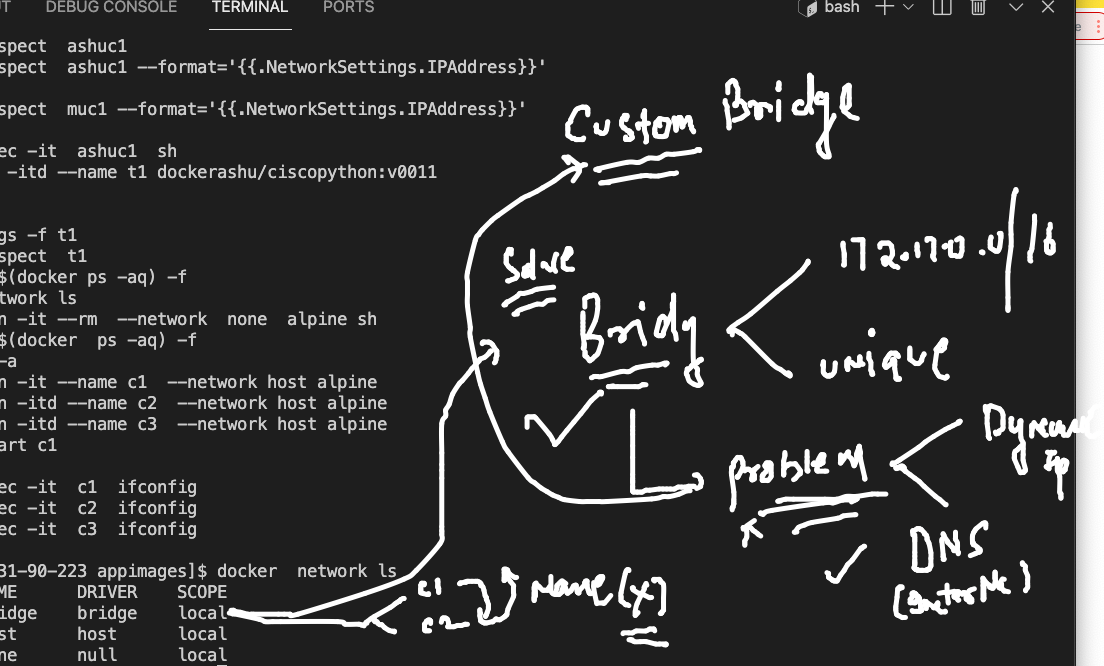 UT DEBUG CONSOLE TERMINAL PORTS bash
spect ashuc1
spect ashuc1 --format='{{.NetworkSettings.IPAddress}}'
spect muc1 --format='{{.NetworkSettings.IPAddress}}'
ec -it ashuc1 sh
-itd --name t1 dockerashu/ciscopython:v0011
gs -f t1
spect t1
$(docker ps -aq) -f
twork ls
n -it --rm --network none alpine sh
$(docker ps -aq) -f
-a
n -it --name c1 --network host alpine
n -itd --name c2 --network host alpine
n -itd --name c3 --network host alpine
art c1
ec -it c1 ifconfig
ec -it c2 ifconfig
ec -it c3 ifconfig
31-90-223 appimages]$ docker network ls
ME DRIVER SCOPE
idge bridge local
st host local
ne null local
Custom Bridge
Solve
Bridg
172.17.0.0/16
unique
Problem
Dynamic
Ip
DNS
c1
c2
Name (x)